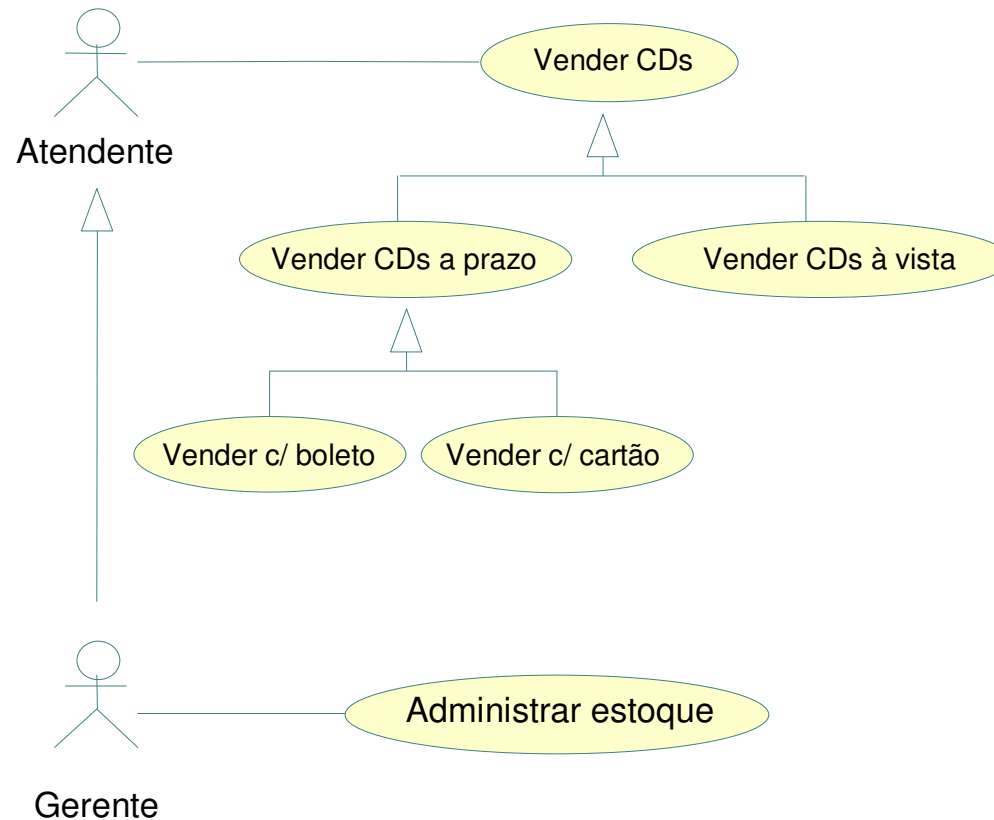 Vender CDs
Atendente
Vender CDs a prazo
Vender CDs à vista
Vender c/ boleto
Vender c/ cartão
Administrar estoque
Gerente